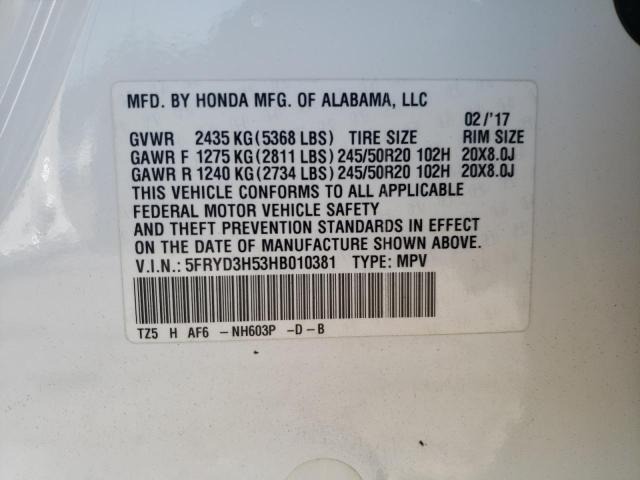 MFD. BY HONDA MFG. OF ALABAMA, LLC
02/'17
GVWR 2435 KG(5368 LBS) TIRE SIZE RIM SIZE
GAWR F 1275 KG(2811 LBS) 245/50R20 102H 20X8.0J
GAWR R 1240 KG(2734 LBS) 245/50R20 102H 20X8.0J
THIS VEHICLE CONFORMS TO ALL APPLICABLE
FEDERAL MOTOR VEHICLE SAFETY
AND THEFT PREVENTION STANDARDS IN EFFECT
ON THE DATE OF MANUFACTURE SHOWN ABOVE.
V.I.N.: 5FRYD3H53HB010381 TYPE: MPV
TZ5 H AF6 -NH603P -D-B